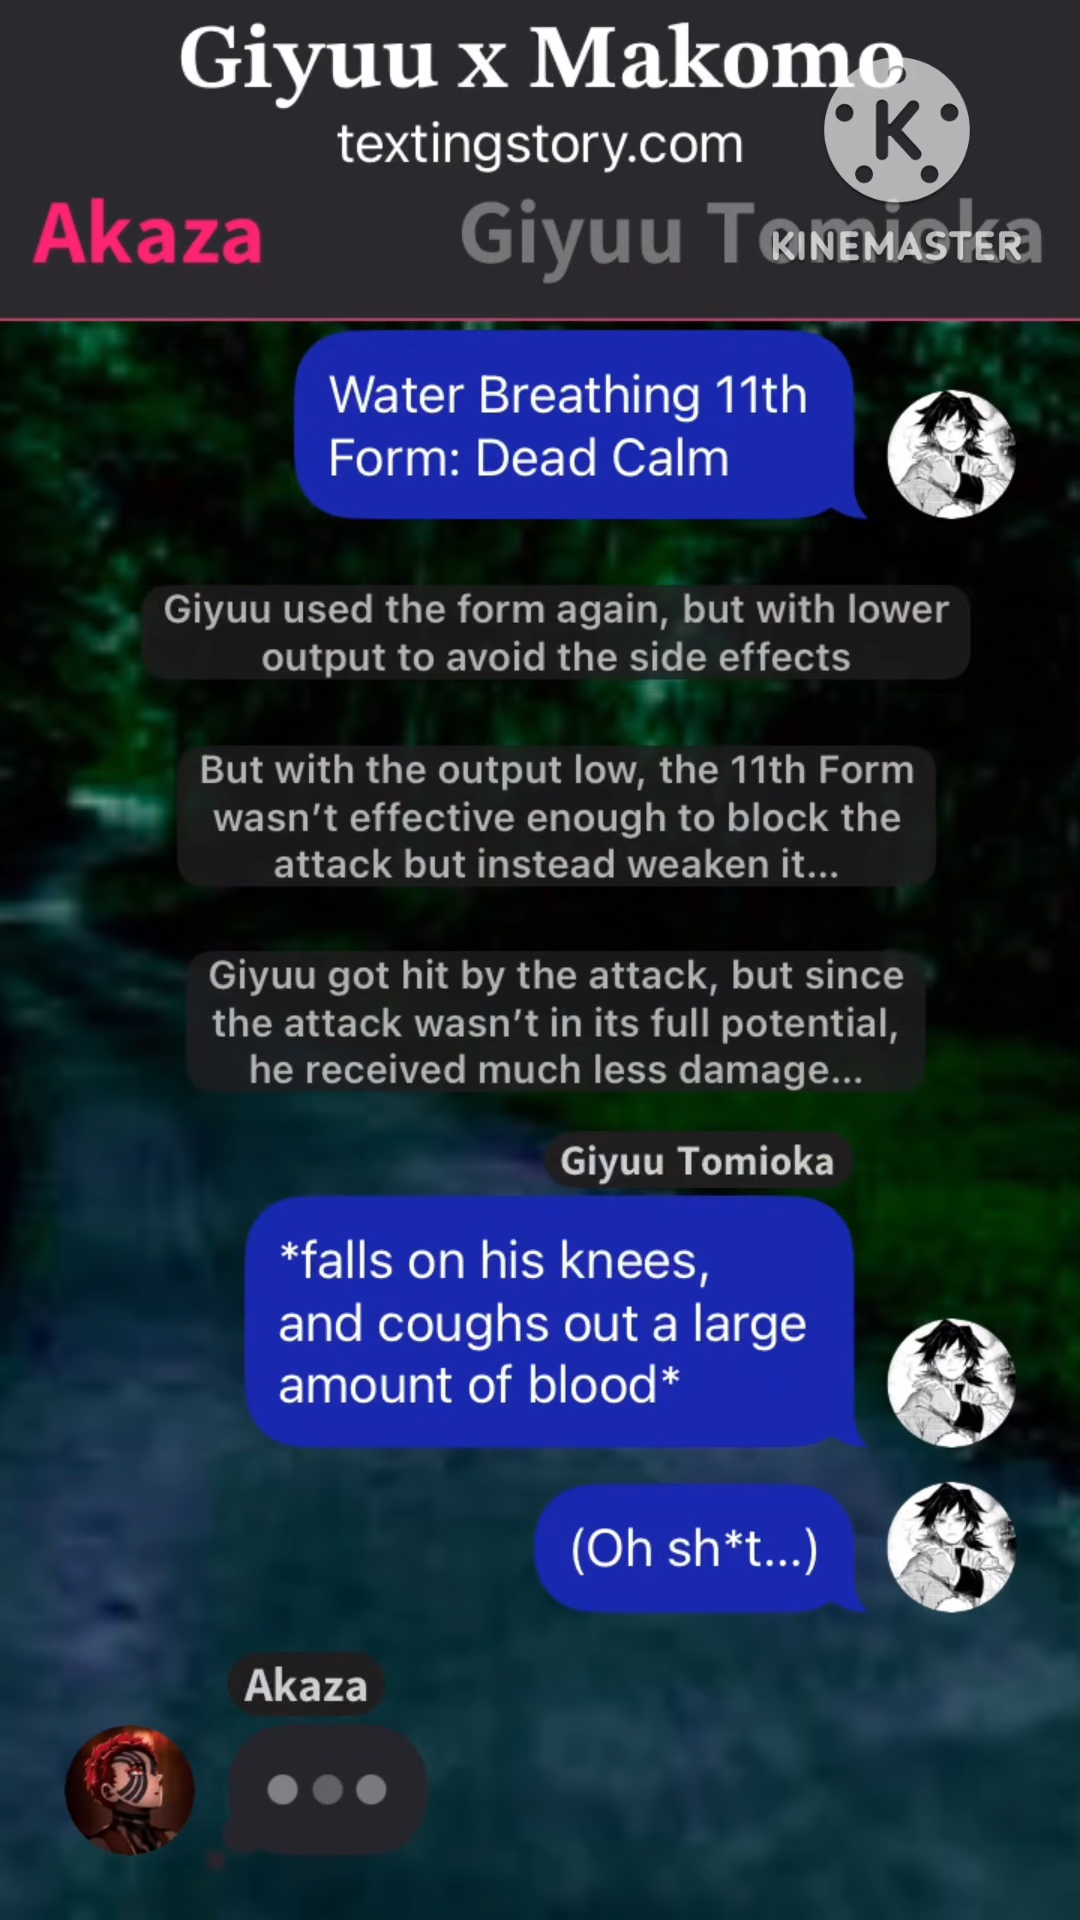 Giyuu x Makomo
textingstory.com
K
Akaza
Giyuu Tomioka
KINEMASTER
Water Breathing 11th
Form: Dead Calm
Giyuu used the form again, but with lower
output to avoid the side effects
But with the output low, the 11th Form
wasn’t effective enough to block the
attack but instead weaken it...
Giyuu got hit by the attack, but since
the attack wasn’t in its full potential,
he received much less damage...
Giyuu Tomioka
*falls on his knees,
and coughs out a large
amount of blood*
(Oh sh*t...)
Akaza